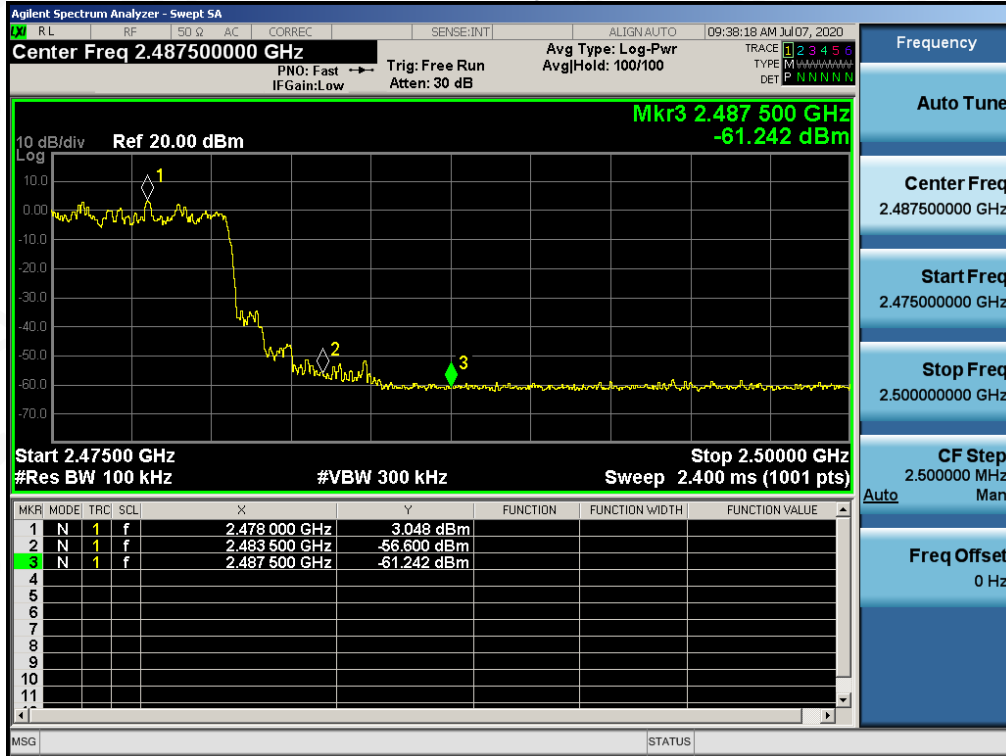 Agilent Spectrum Analyzer - Swept SA
LXI RL RF 50 Ω AC CORREC SENSE:INT ALIGN AUTO 09:38:18 AM Jul 07, 2020
Center Freq 2.487500000 GHz
PNO: Fast
IFGain:Low
Trig: Free Run
Atten: 30 dB
Avg Type: Log-Pwr
Avg|Hold: 100/100
TRACE 1 2 3 4 5 6
TYPE M
DET P N N N N N
Mkr3 2.487 500 GHz
-61.242 dBm
10 dB/div Ref 20.00 dBm
Log
10.0
0.00
-10.0
-20.0
-30.0
-40.0
-50.0
-60.0
-70.0
1
2
3
Start 2.47500 GHz Stop 2.50000 GHz
#Res BW 100 kHz #VBW 300 kHz Sweep 2.400 ms (1001 pts)
MKR MODE TRC SCL X Y FUNCTION FUNCTION WIDTH FUNCTION VALUE
1 N 1 f 2.478 000 GHz 3.048 dBm
2 N 1 f 2.483 500 GHz -56.600 dBm
3 N 1 f 2.487 500 GHz -61.242 dBm
4
5
6
7
8
9
10
11
MSG STATUS
Frequency
Auto Tune
Center Freq
2.487500000 GHz
Start Freq
2.475000000 GHz
Stop Freq
2.500000000 GHz
CF Step
2.500000 MHz
Auto Man
Freq Offset
0 Hz